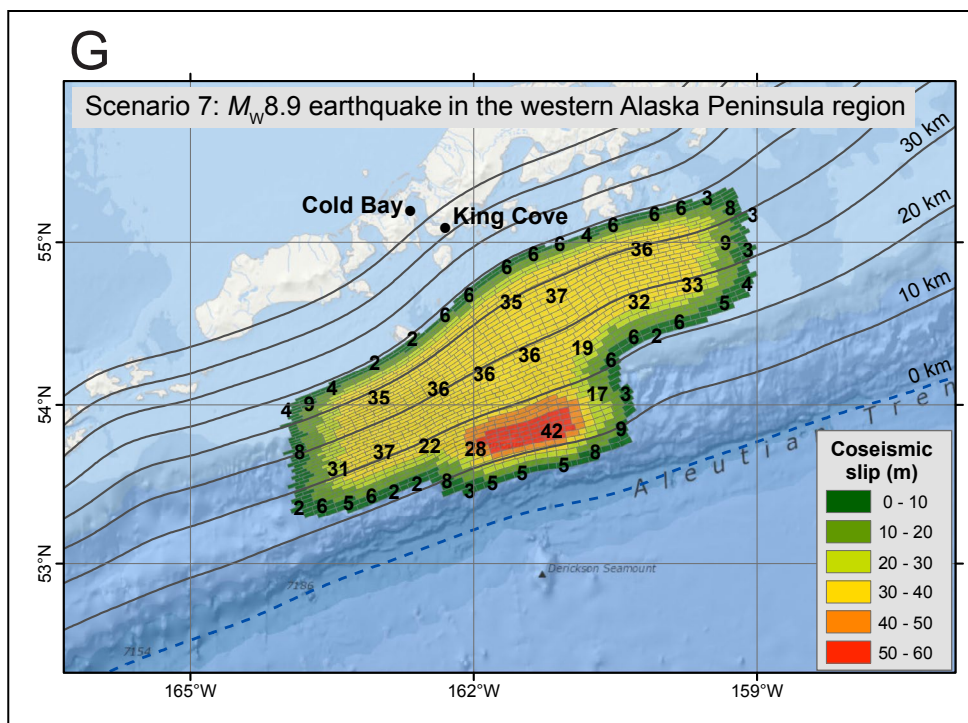 G
Scenario 7: Mw8.9 earthquake in the western Alaska Peninsula region
30 km
Cold Bay
King Cove
20 km
3
8 3
6 6
6
4
6
6
6
36
9
3
55°N
6
35
37
33
4
10 km
6
32
5
6
2
6
2
6
19
36
6
2
36
0 km
4
36
17
3
54°N
4
9
35
42
9
Aleutian Tren
8
37
22
28
8
31
5
5
8
5
3
2
2
6
5
6
2
Coseismic
slip (m)
0 - 10
10 - 20
20 - 30
30 - 40
40 - 50
50 - 60
53°N
Derickson Seamount
7186
7154
165°W
162°W
159°W